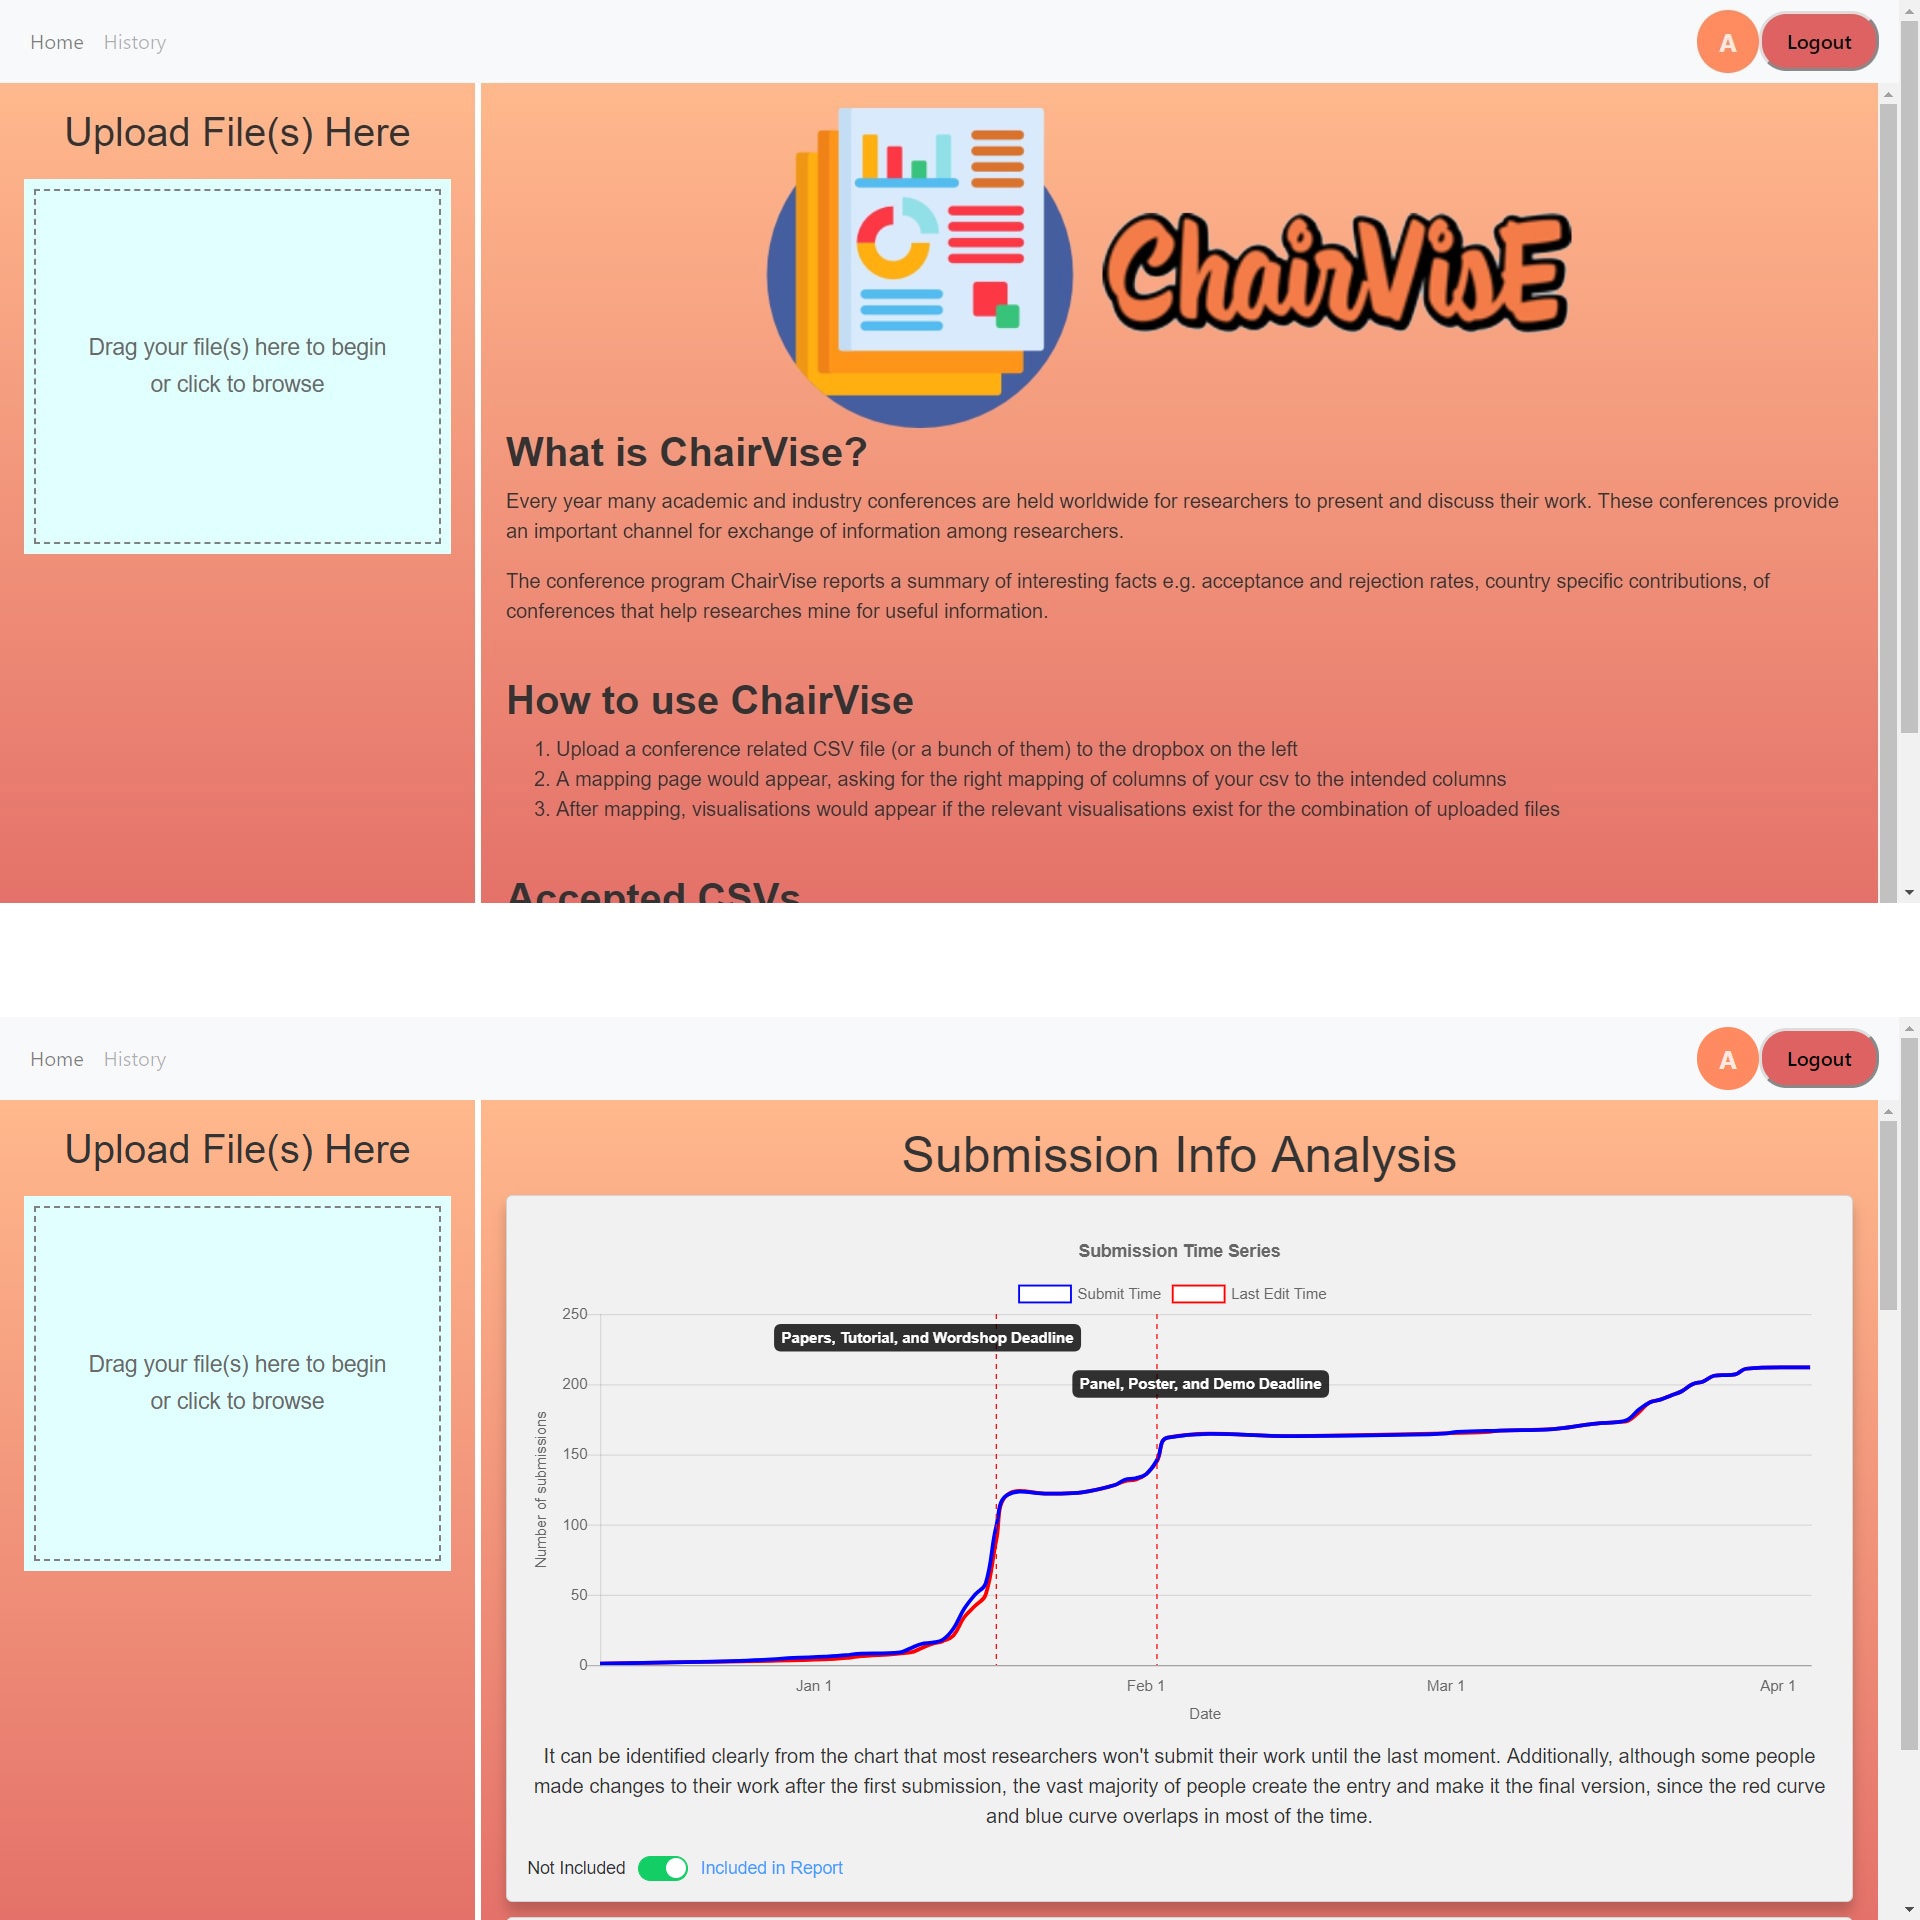 Home History
A Logout
Upload File(s) Here
Drag your file(s) here to begin
or click to browse
ChairVisE
What is ChairVise?
Every year many academic and industry conferences are held worldwide for researchers to present and discuss their work. These conferences provide
an important channel for exchange of information among researchers.
The conference program ChairVise reports a summary of interesting facts e.g. acceptance and rejection rates, country specific contributions, of
conferences that help researches mine for useful information.
How to use ChairVise
1. Upload a conference related CSV file (or a bunch of them) to the dropbox on the left
2. A mapping page would appear, asking for the right mapping of columns of your csv to the intended columns
3. After mapping, visualisations would appear if the relevant visualisations exist for the combination of uploaded files
Accepted CSVs
Home History
A Logout
Upload File(s) Here
Drag your file(s) here to begin
or click to browse
Submission Info Analysis
Submission Time Series
Submit Time Last Edit Time
250
Papers, Tutorial, and Wordshop Deadline
200
Panel, Poster, and Demo Deadline
150
100
50
0
Number of submissions
Jan 1 Feb 1 Mar 1 Apr 1
Date
It can be identified clearly from the chart that most researchers won't submit their work until the last moment. Additionally, although some people
made changes to their work after the first submission, the vast majority of people create the entry and make it the final version, since the red curve
and blue curve overlaps in most of the time.
Not Included Included in Report